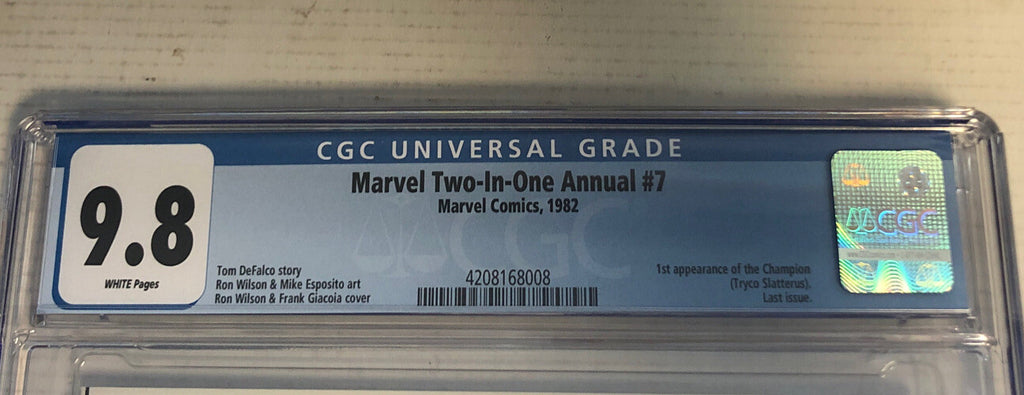 CGC UNIVERSAL GRADE
9.8
WHITE Pages
Marvel Two-In-One Annual #7
Marvel Comics, 1982
CGC
Tom DeFalco story
Ron Wilson & Mike Esposito art
Ron Wilson & Frank Giacoia cover
4208168008
1st appearance of the Champion
(Tryco Slatterus).
Last issue.
CGC